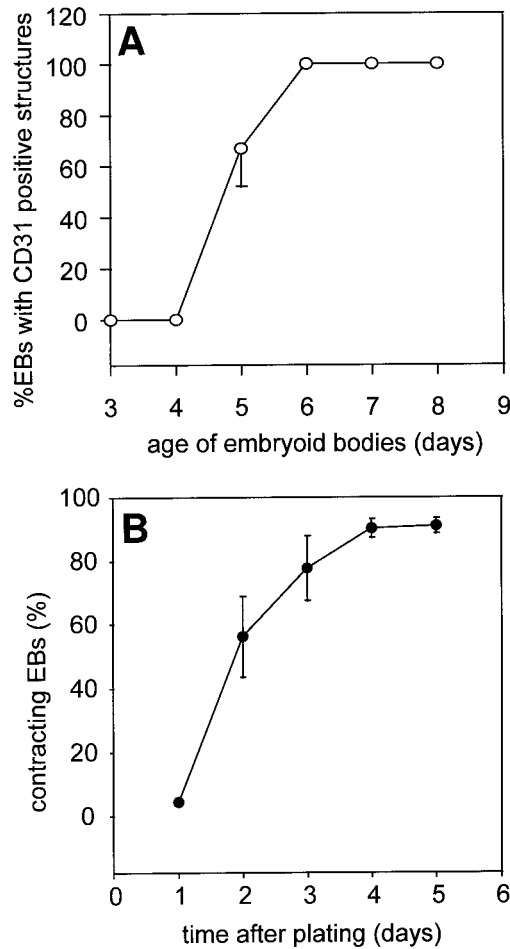 A
%EBs with CD31 positive structures
120
100
80
60
40
20
0
3 4 5 6 7 8 9
age of embryoid bodies (days)
B
contracting EBs (%)
100
80
60
40
20
0
0 1 2 3 4 5 6
time after plating (days)